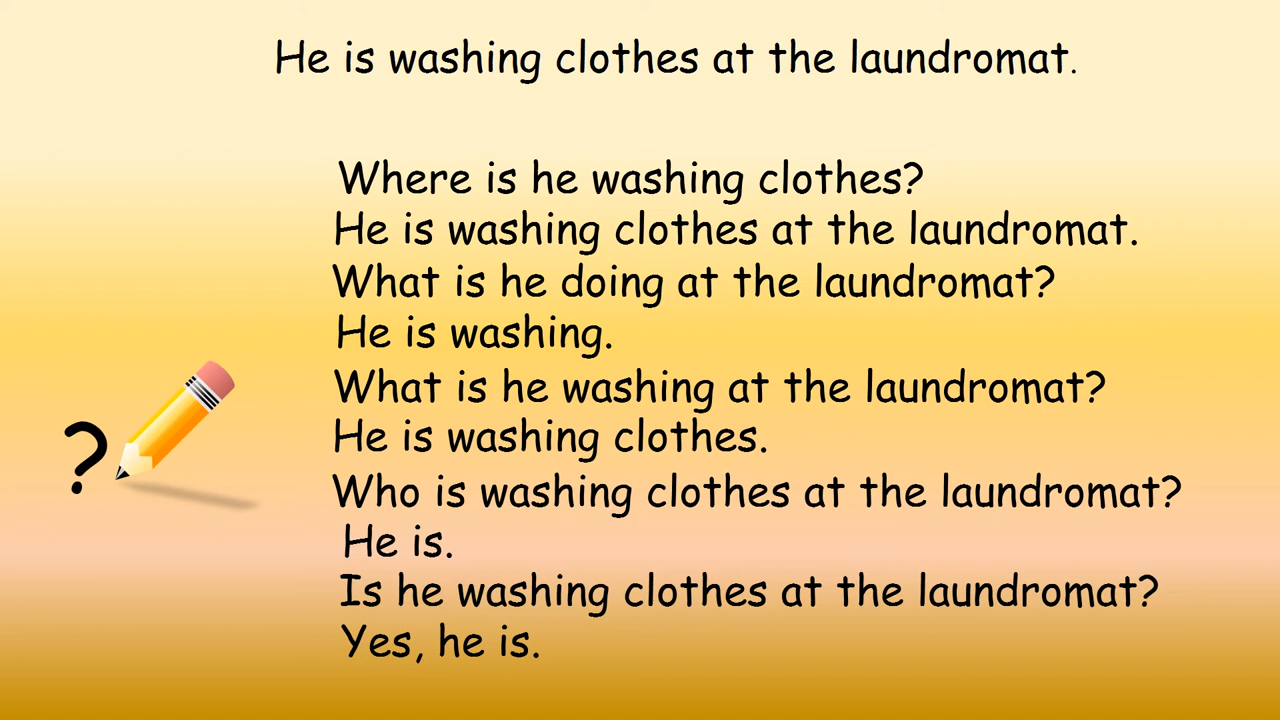 He is washing clothes at the laundromat.
Where is he washing clothes?
He is washing clothes at the laundromat.
What is he doing at the laundromat?
He is washing.
What is he washing at the laundromat?
He is washing clothes.
Who is washing clothes at the laundromat?
He is.
Is he washing clothes at the laundromat?
Yes, he is.
?